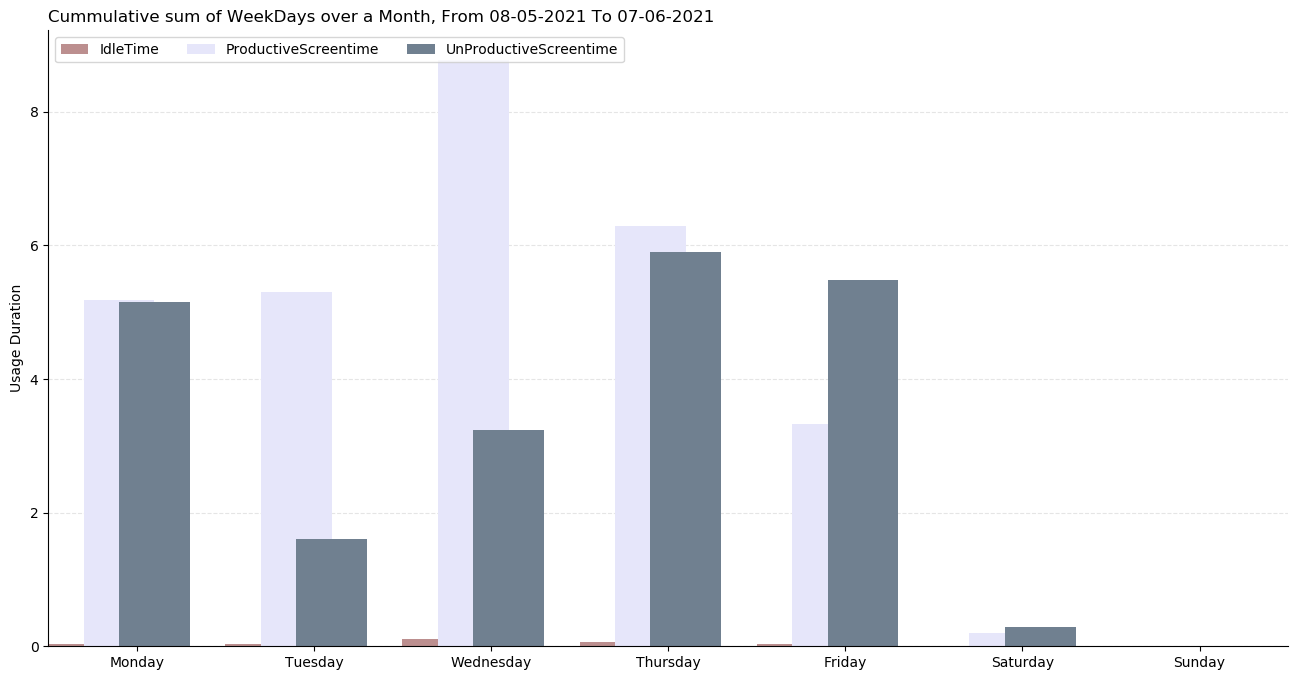 Cummulative sum of WeekDays over a Month, From 08-05-2021 To 07-06-2021
IdleTime ProductiveScreentime UnProductiveScreentime
8
6
4
2
0
Usage Duration
Monday Tuesday Wednesday Thursday Friday Saturday Sunday